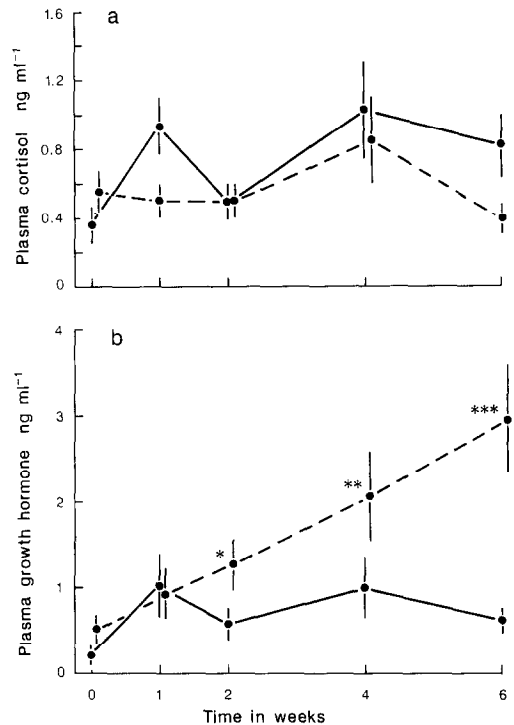 a
1.6
1.2
0.8
0.4
0
Plasma cortisol ng ml⁻¹
b
4
3
2
1
0
Plasma growth hormone ng ml⁻¹
*
**
***
0 1 2 4 6
Time in weeks